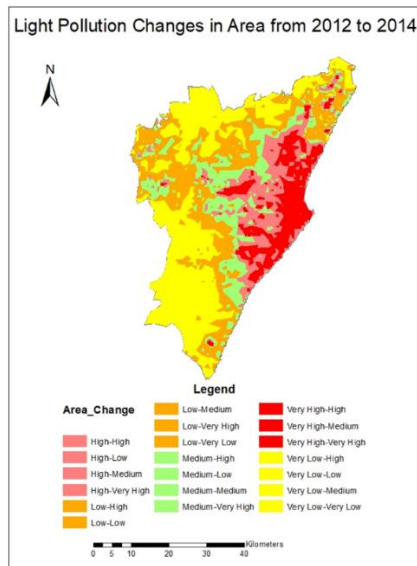 Light Pollution Changes in Area from 2012 to 2014
N
Legend
Area_Change
High-High
High-Low
High-Medium
High-Very High
Low-High
Low-Low
Low-Medium
Low-Very High
Low-Very Low
Medium-High
Medium-Low
Medium-Medium
Medium-Very High
Very High-High
Very High-Medium
Very High-Very High
Very Low-High
Very Low-Low
Very Low-Medium
Very Low-Very Low
0 5 10 20 30 40
Kilometers